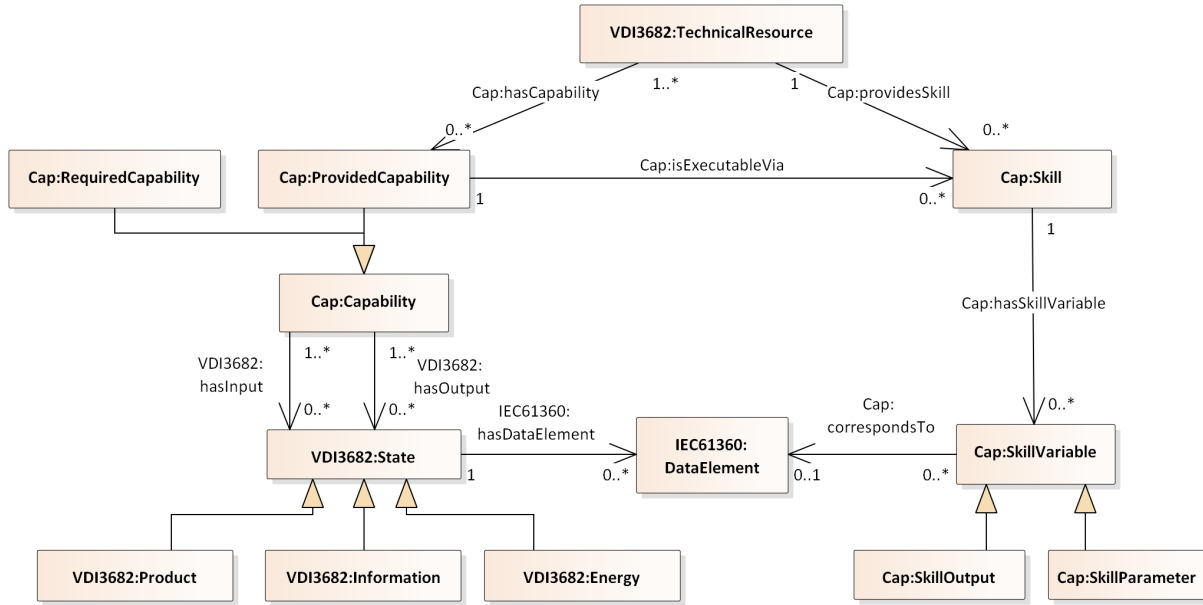 VDI3682:TechnicalResource
1..*
1
Cap:hasCapability
Cap:providesSkill
0..*
0..*
Cap:RequiredCapability
Cap:ProvidedCapability
Cap:isExecutableVia
Cap:Skill
1
0..*
1
Cap:Capability
Cap:hasSkillVariable
1..*
1..*
VDI3682:
hasInput
VDI3682:
hasOutput
0..*
0..*
IEC61360:
hasDataElement
Cap:
correspondsTo
0..*
VDI3682:State
IEC61360:
DataElement
Cap:SkillVariable
1
0..*
0..1
0..*
VDI3682:Product
VDI3682:Information
VDI3682:Energy
Cap:SkillOutput
Cap:SkillParameter